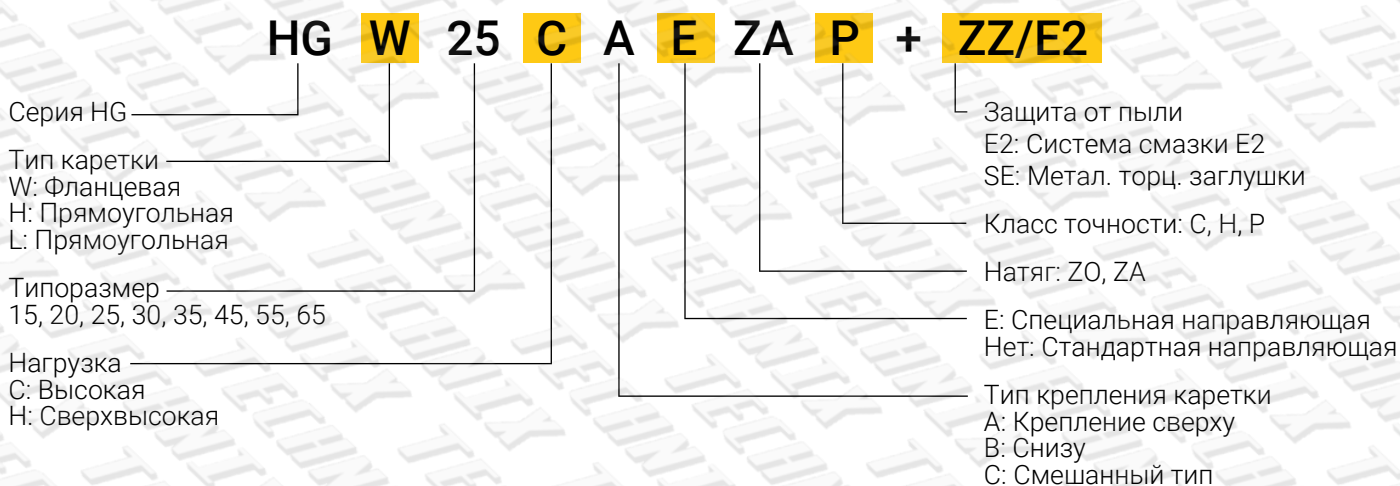 HG W 25 C A E ZA P + ZZ/E2
Серия HG
Тип каретки
W: Фланцевая
H: Прямоугольная
L: Прямоугольная
Типоразмер
15, 20, 25, 30, 35, 45, 55, 65
Нагрузка
C: Высокая
H: Сверхвысокая
Защита от пыли
E2: Система смазки E2
SE: Метал. торц. заглушки
Класс точности: C, H, P
Натяг: ZO, ZA
E: Специальная направляющая
Нет: Стандартная направляющая
Тип крепления каретки
A: Крепление сверху
B: Снизу
C: Смешанный тип
TECHNIX